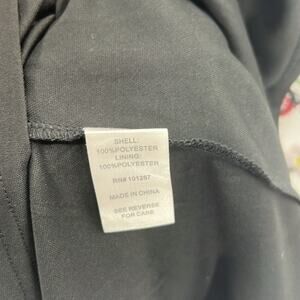 SHELL:
100%POLYESTER
LINING:
100%POLYESTER
RN# 101287
MADE IN CHINA
SEE REVERSE
FOR CARE